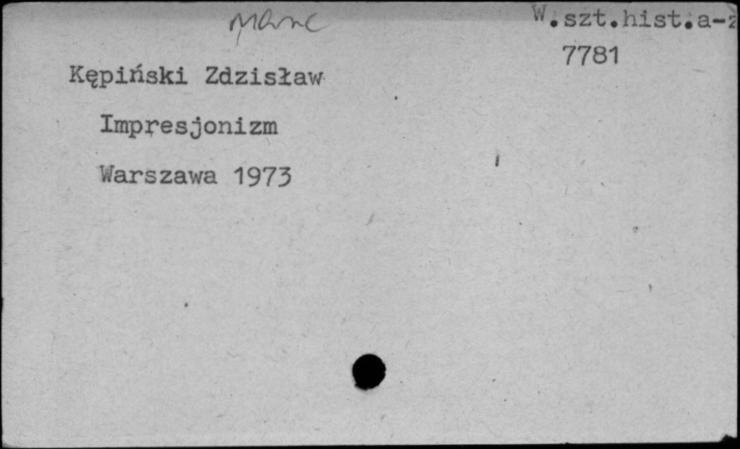 W.szt.hist.a-z
7781
Kępiński Zdzisław
Impresjonizm
Warszawa 1973